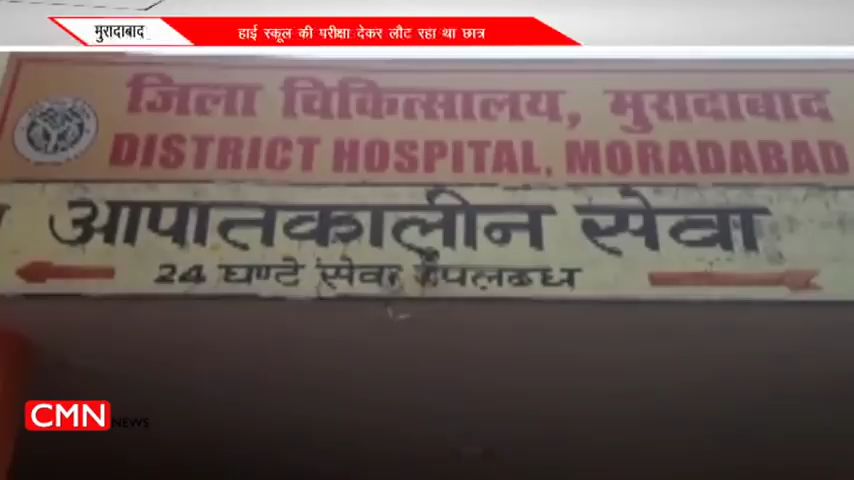 मुरादाबाद
हाई स्कूल की परीक्षा देकर लौट रहा था छात्र
जिला चिकित्सालय, मुरादाबाद
DISTRICT HOSPITAL, MORADABAD
आपातकालीन सेवा
24 घण्टे सेवा उपलब्ध
CMN NEWS